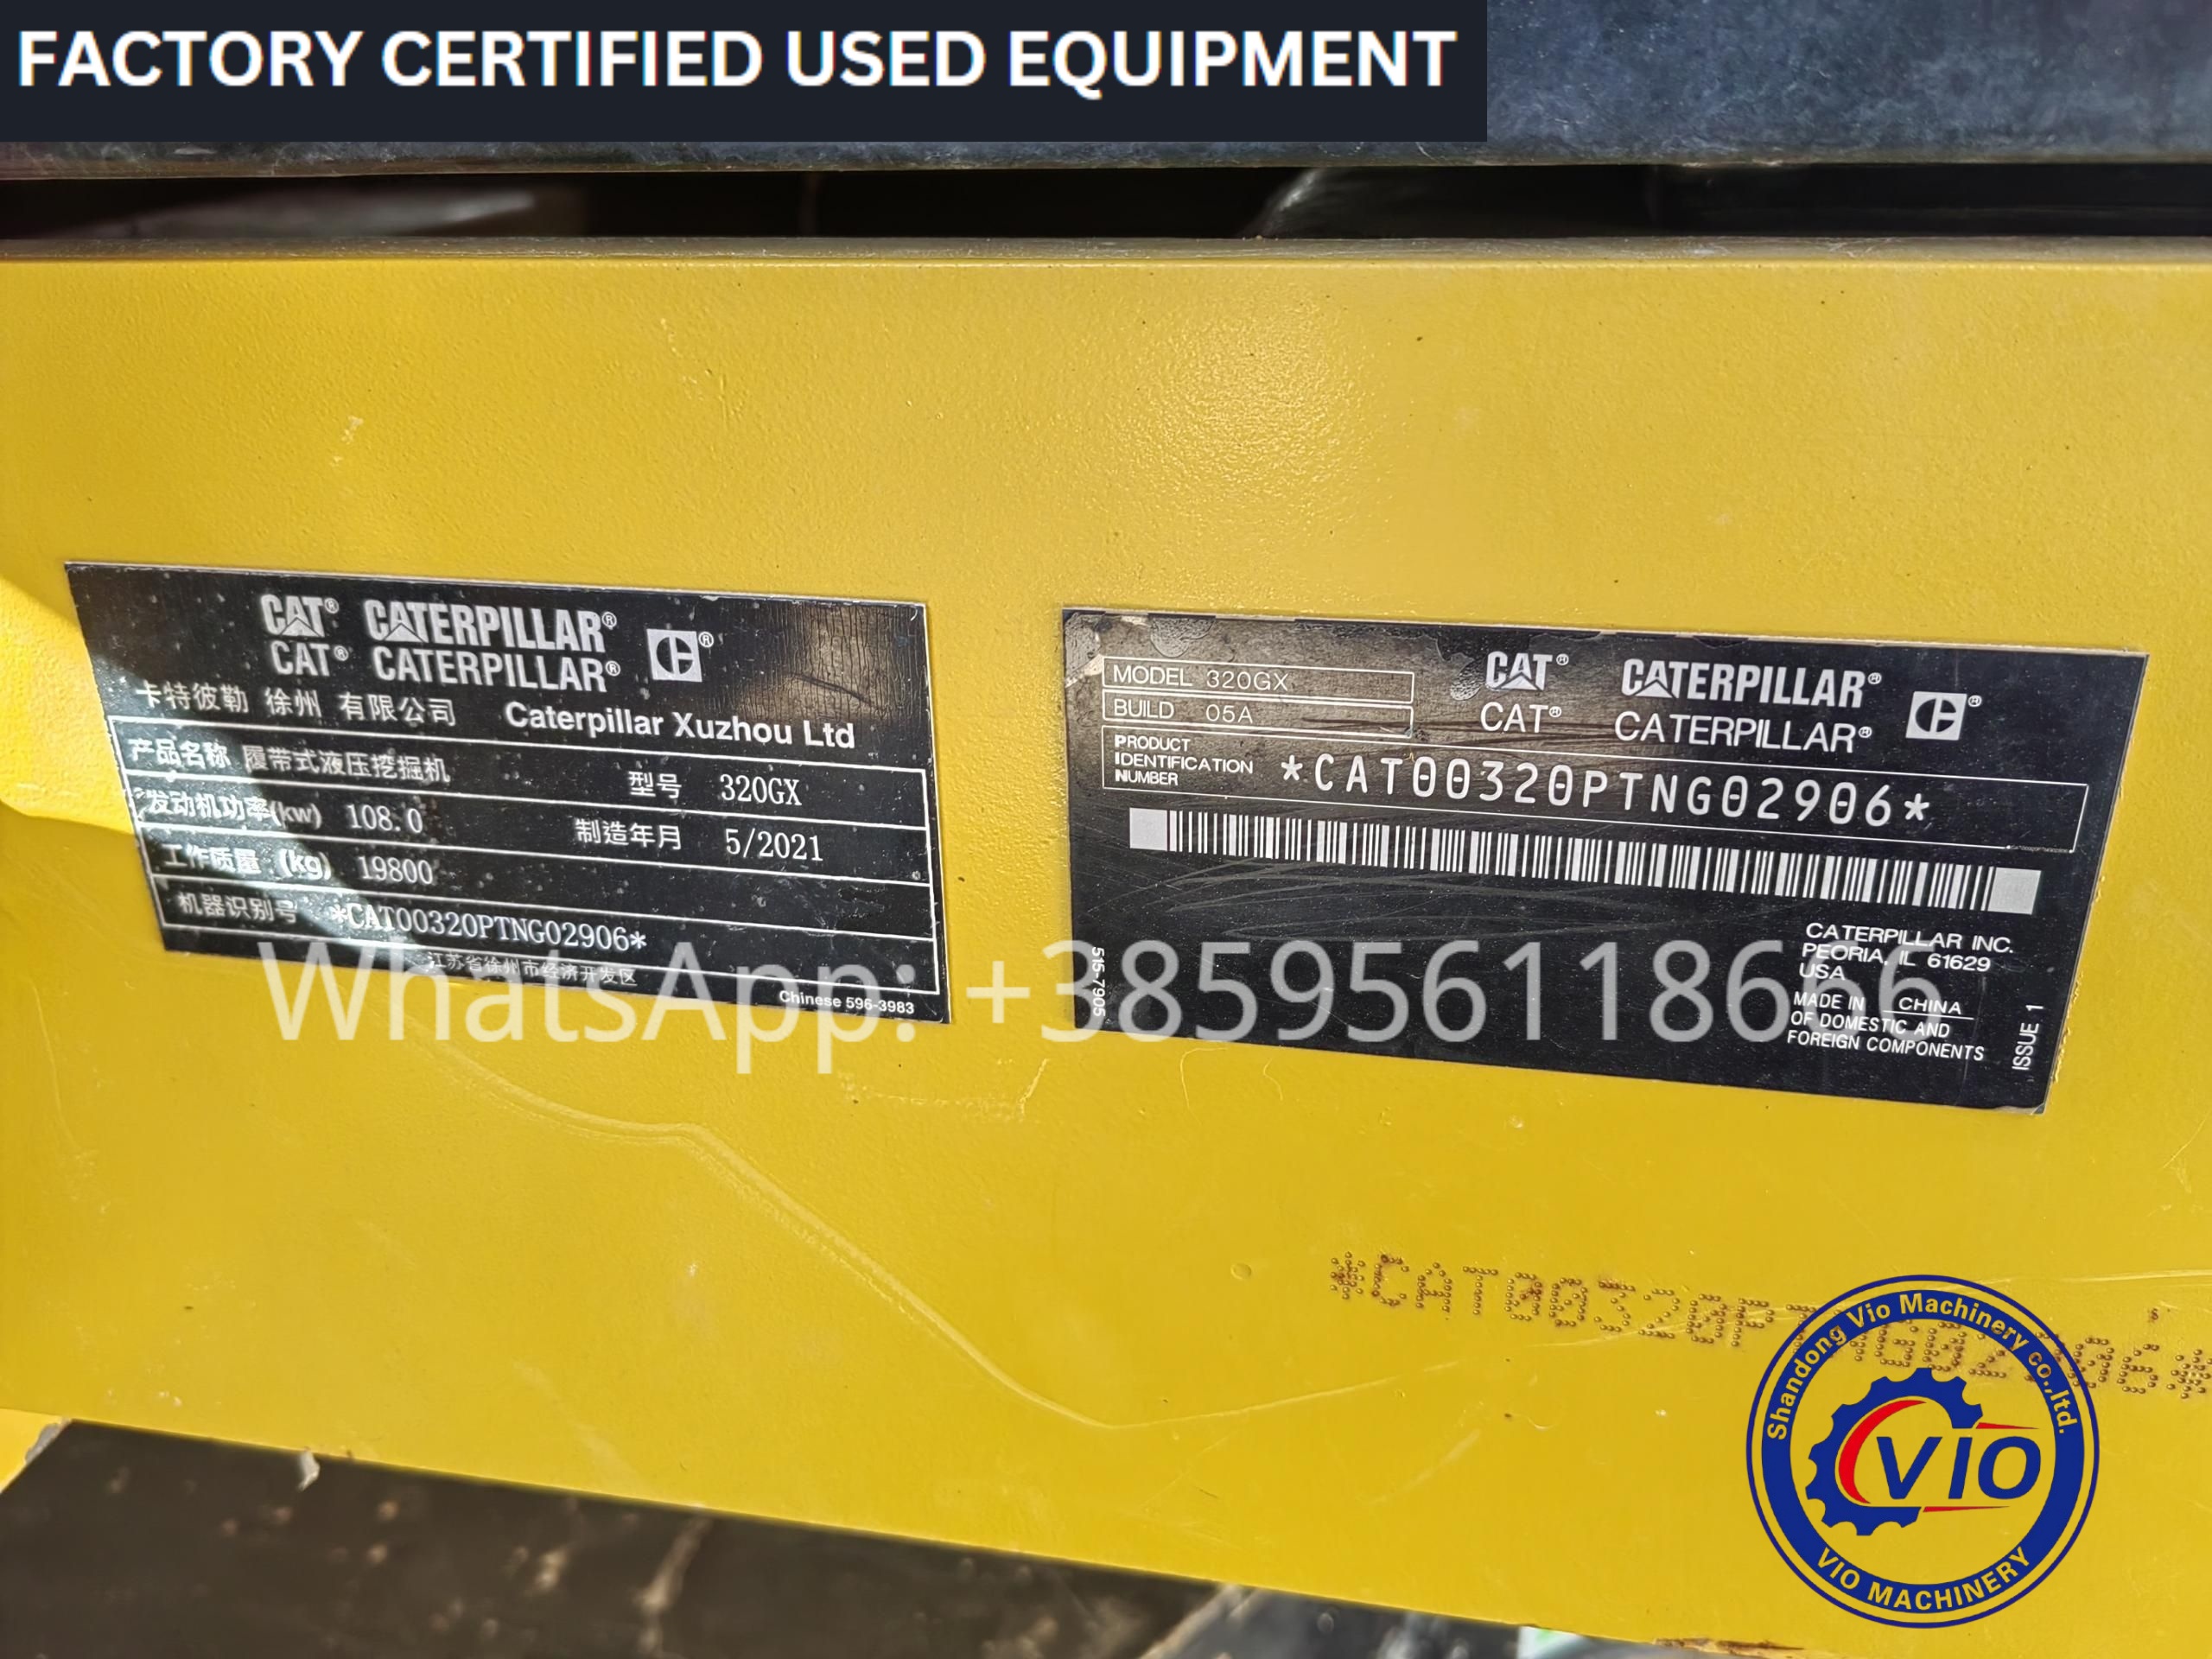 FACTORY CERTIFIED USED EQUIPMENT
CAT® CATERPILLAR®
CAT® CATERPILLAR®
卡特彼勒 徐州 有限公司 Caterpillar Xuzhou Ltd
产品名称 履带式液压挖掘机 型号 320GX
发动机功率(kw) 108.0 制造年月 5/2021
工作质量 (kg) 19800
机器识别号 *CAT00320PTNG02906*
江苏省徐州市经济开发区
Chinese 596-3983
MODEL 320GX
BUILD 05A
CAT® CATERPILLAR®
CAT® CATERPILLAR®
PRODUCT
IDENTIFICATION
NUMBER
*CAT00320PTNG02906*
515-7905
CATERPILLAR INC.
PEORIA, IL 61629
USA
MADE IN CHINA
OF DOMESTIC AND
FOREIGN COMPONENTS
ISSUE 1
WhatsApp: +385956118666
Shandong Vio Machinery co.,ltd.
VIO
VIO MACHINERY